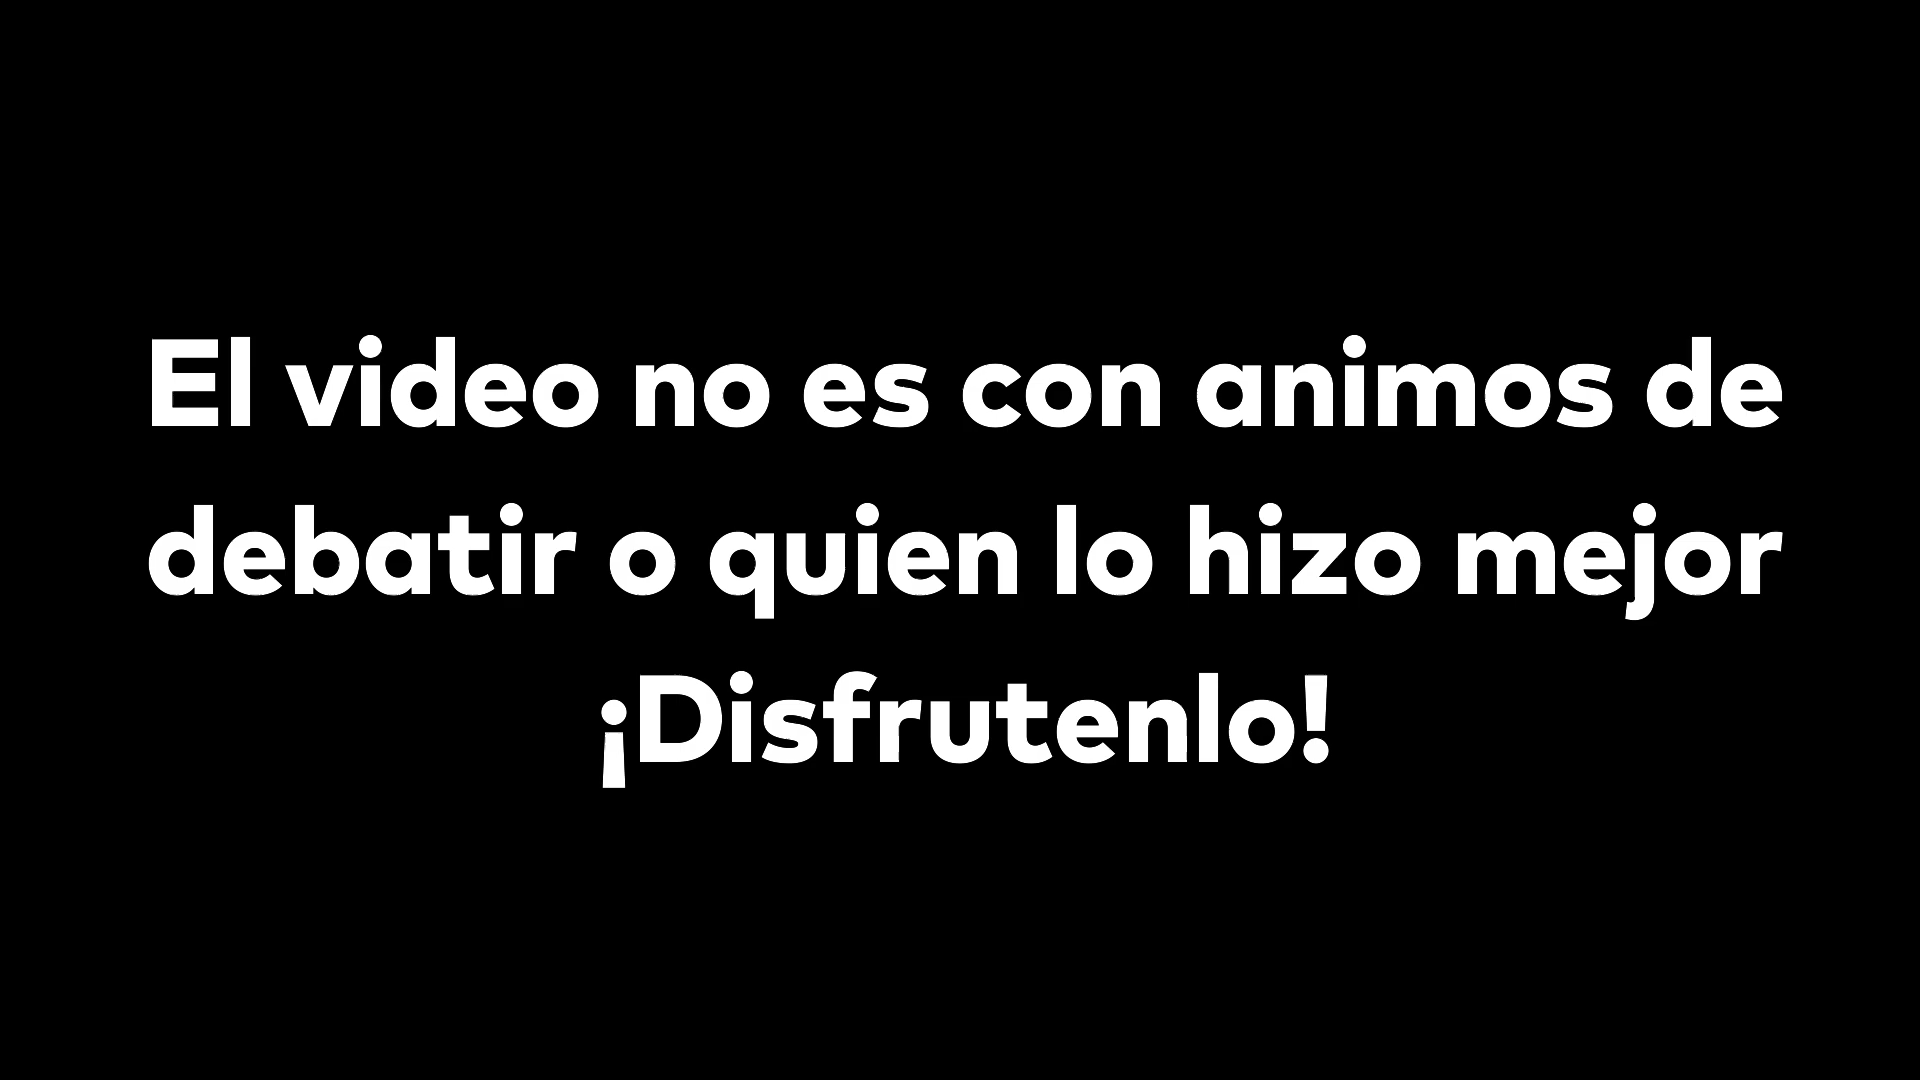 El video no es con animos de
debatir o quien lo hizo mejor
¡Disfrutenlo!